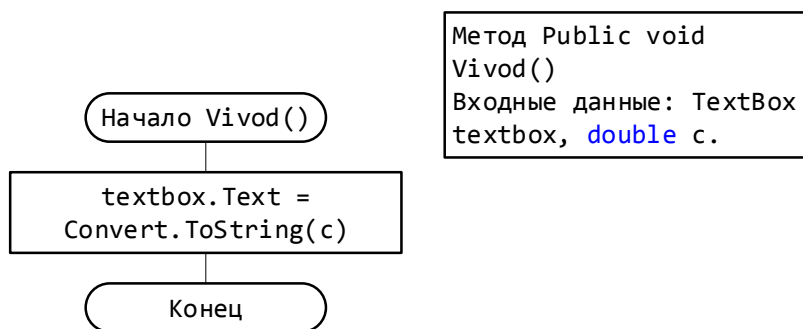 Метод Public void
Vivod()
Входные данные: TextBox
textbox, double c.
Начало Vivod()
textbox.Text =
Convert.ToString(c)
Конец